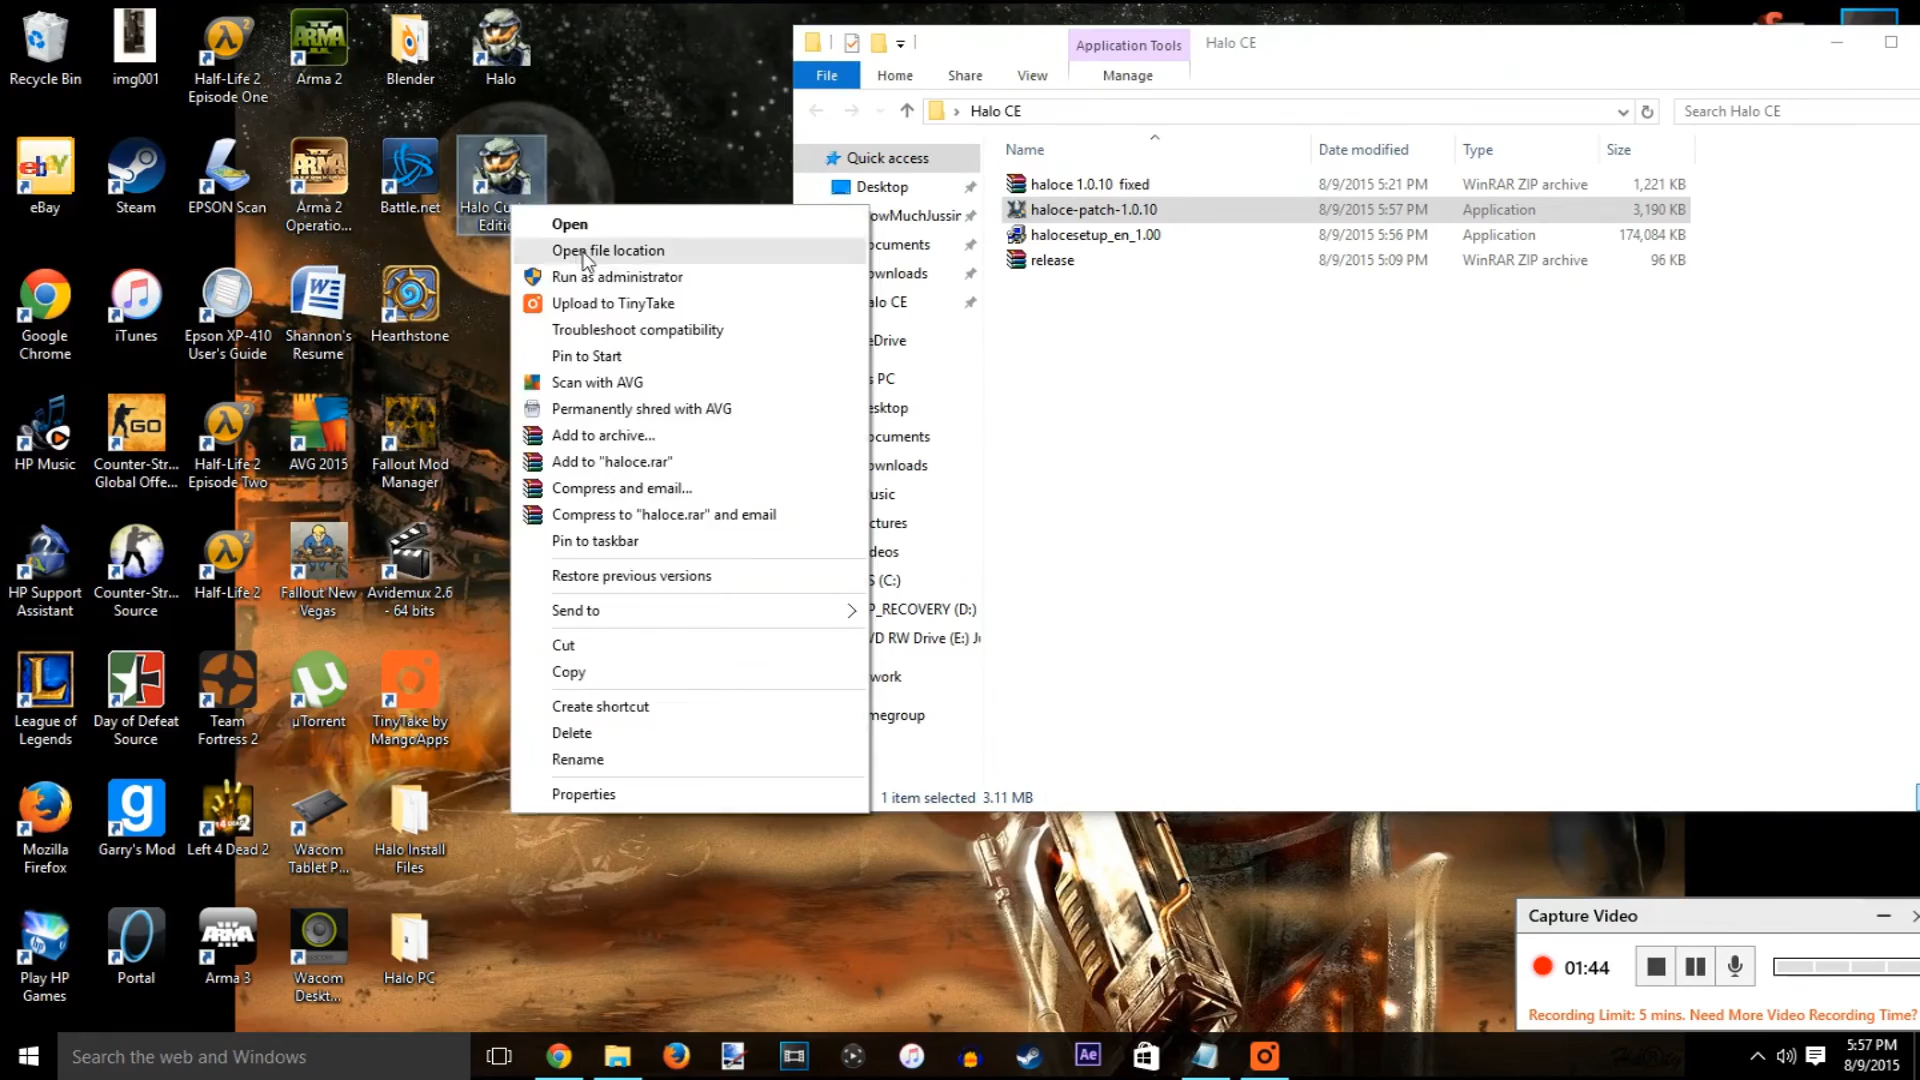 Recycle Bin
img001
Half-Life 2
Episode One
Arma 2
Blender
Halo
eBay
Steam
EPSON Scan
Arma 2
Operatio...
Battle.net
Halo Cu
Editio
Google
Chrome
iTunes
Epson XP-410
User's Guide
Shannon's
Resume
Hearthstone
HP Music
Counter-Str...
Global Offe...
Half-Life 2
Episode Two
AVG 2015
Fallout Mod
Manager
HP Support
Assistant
Counter-Str...
Source
Half-Life 2
Fallout New
Vegas
Avidemux 2.6
- 64 bits
League of
Legends
Day of Defeat
Source
Team
Fortress 2
µTorrent
TinyTake by
MangoApps
Mozilla
Firefox
Garry's Mod
Left 4 Dead 2
Wacom
Tablet P...
Halo Install
Files
Play HP
Games
Portal
Arma 3
Wacom
Deskt...
Halo PC
Open
Open file location
Run as administrator
Upload to TinyTake
Troubleshoot compatibility
Pin to Start
Scan with AVG
Permanently shred with AVG
Add to archive...
Add to "haloce.rar"
Compress and email...
Compress to "haloce.rar" and email
Pin to taskbar
Restore previous versions
Send to
Cut
Copy
Create shortcut
Delete
Rename
Properties
Application Tools
Halo CE
File
Home
Share
View
Manage
Halo CE
Search Halo CE
Name
Date modified
Type
Size
haloce 1.0.10 fixed
8/9/2015 5:21 PM
WinRAR ZIP archive
1,221 KB
haloce-patch-1.0.10
8/9/2015 5:57 PM
Application
3,190 KB
halocesetup_en_1.00
8/9/2015 5:56 PM
Application
174,084 KB
release
8/9/2015 5:09 PM
WinRAR ZIP archive
96 KB
Quick access
Desktop
owMuchJussin
ocuments
ownloads
alo CE
eDrive
s PC
esktop
ocuments
ownloads
usic
ctures
deos
S (C:)
P_RECOVERY (D:)
VD RW Drive (E:) Ju
work
megroup
1 item selected 3.11 MB
Capture Video
01:44
Recording Limit: 5 mins. Need More Video Recording Time?
Search the web and Windows
Ae
5:57 PM
8/9/2015